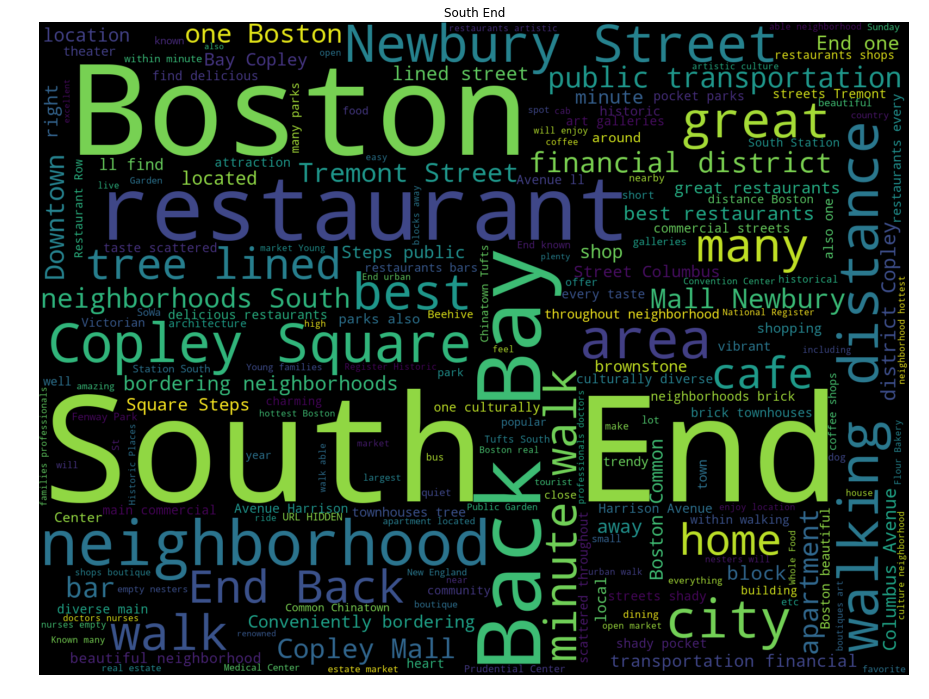 South End
location
one Boston
Newbury Street
restaurants artistic
able neighborhood
Sunday
End one
theater
known
also
open
within minute
Bay Copley
restaurants shops
artistic culture
find delicious
lined street
public transportation
right
excellent
Boston
many parks
food
spot
cab
minute
pocket parks
streets Tremont
beautiful
country
historic
art galleries
great
will enjoy
coffee
around
South Station
restaurants every
ll find
attraction
easy
financial district
nearby
Downtown
Restaurant Row
live
Garden
located
Tremont Street
Avenue ll
short
great restaurants
distance Boston
restaurant
blocks away
best restaurants
commercial streets
also one
distance
taste scattered
market Young
Steps public
End known
plenty
shop
galleries
many
tree lined
restaurants bars
End urban
Chinatown Tufts
Street Columbus
Convention Center
historical
offer
neighborhoods South
best
every taste
Mall Newbury
district Copley
neighborhood hottest
SoWa
delicious restaurants
Beehive
throughout neighborhood
National Register
Victorian
architecture
high
parks also
shopping
Copley Square
feel
area
vibrant
including
Station South
Young families
Register Historic
park
brownstone
well
amazing
bordering neighborhoods
Back Bay
culturally diverse
cafe
charming
neighborhoods brick
Square Steps
Fenway Park
hottest Boston
one culturally
make
lot
brick townhouses
coffee shops
families professionals
South End
popular
St
Historic Places
year
walk able
market
Tufts South
Boston real
trendy
town
dog
will
largest
bus
tourist
close
Flour Bakery
quiet
minute walk
professionals doctors
Boston Common
house
main commercial
Avenue Harrison
townhouses tree
Public Garden
Harrison Avenue
enjoy location
Center
ride
URL HIDDEN
apartment located
away
within walking
walking
Columbus Avenue
neighborhood
small
home
apartment
Boston beautiful
culture neighborhood
shops boutique
New England
near
urban walk
nesters will
Whole Food
bar
empty nesters
End Back
community
everything
block
building
diverse main
Common Chinatown
boutique
scattered throughout
local
streets shady
etc
doctors nurses
nurses empty
walk
Conveniently bordering
dining
open market
city
boutiques art
Known many
renowned
beautiful neighborhood
Copley Mall
heart
shady pocket
real estate
Medical Center
estate market
Prudential Center
transportation financial
favorite